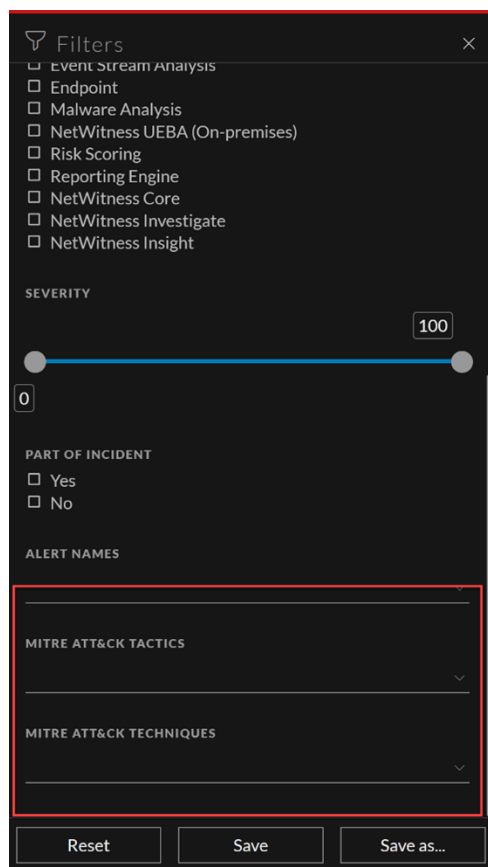 Filters
Event Stream Analysis
Endpoint
Malware Analysis
NetWitness UEBA (On-premises)
Risk Scoring
Reporting Engine
NetWitness Core
NetWitness Investigate
NetWitness Insight
SEVERITY
100
0
PART OF INCIDENT
Yes
No
ALERT NAMES
MITRE ATT&CK TACTICS
MITRE ATT&CK TECHNIQUES
Reset Save Save as...